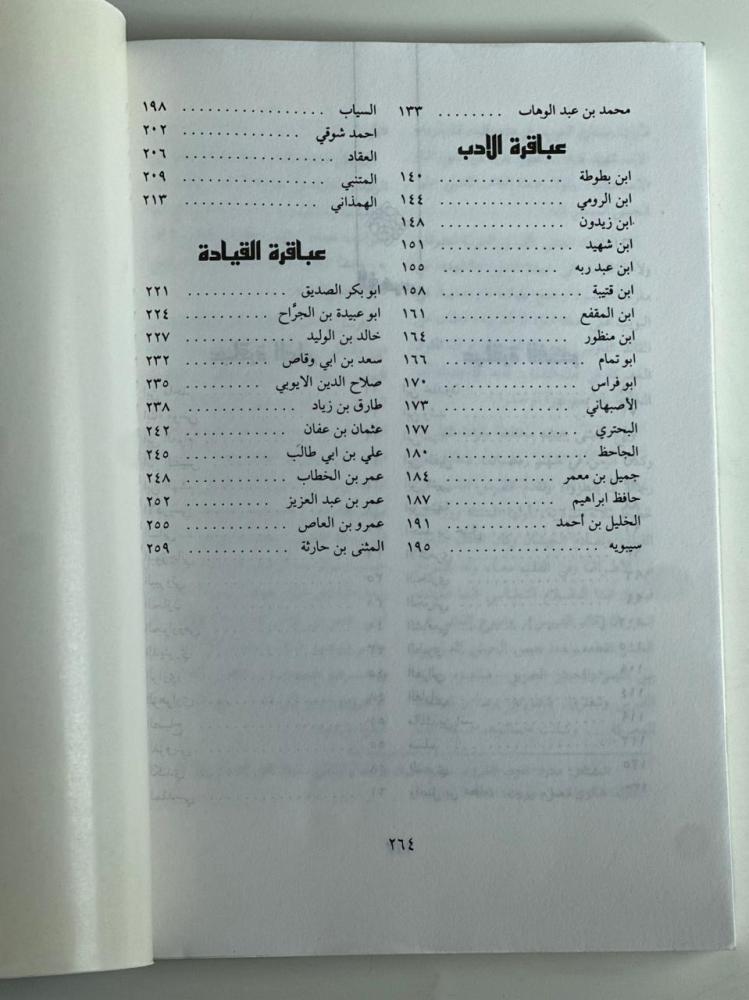 محمد بن عبد الوهاب ........ ١٣٣
عباقرة الادب
ابن بطوطة ............... ١٤٠
ابن الرومي ............... ١٤٤
ابن زيدون ............... ١٤٨
ابن شهيد ................ ١٥١
ابن عبد ربه .............. ١٥٥
ابن قتيبة ................ ١٥٨
ابن المقفع ............... ١٦١
ابن منظور ............... ١٦٤
ابو تمام ................. ١٦٦
ابو فراس ................ ١٧٠
الأصبهاني ............... ١٧٣
البحتري ................. ١٧٧
الجاحظ ................. ١٨٠
جميل بن معمر ............ ١٨٤
حافظ ابراهيم ............. ١٨٧
الخليل بن أحمد ........... ١٩١
سيبويه .................. ١٩٥
السياب ................. ١٩٨
احمد شوقي .............. ٢٠٢
العقاد .................. ٢٠٦
المتنبي ................. ٢٠٩
الهمذاني ................ ٢١٣
عباقرة القيادة
ابو بكر الصديق ............ ٢٢١
ابو عبيدة بن الجرَّاح ......... ٢٢٤
خالد بن الوليد ............ ٢٢٧
سعد بن ابي وقاص ......... ٢٣٢
صلاح الدين الايوبي ......... ٢٣٥
طارق بن زياد ............. ٢٣٨
عثمان بن عفان ............ ٢٤٢
علي بن ابي طالب .......... ٢٤٥
عمر بن الخطاب ............ ٢٤٨
عمر بن عبد العزيز ......... ٢٥٢
عمرو بن العاص ............ ٢٥٥
المثنى بن حارثة ............ ٢٥٩
٢٦٤